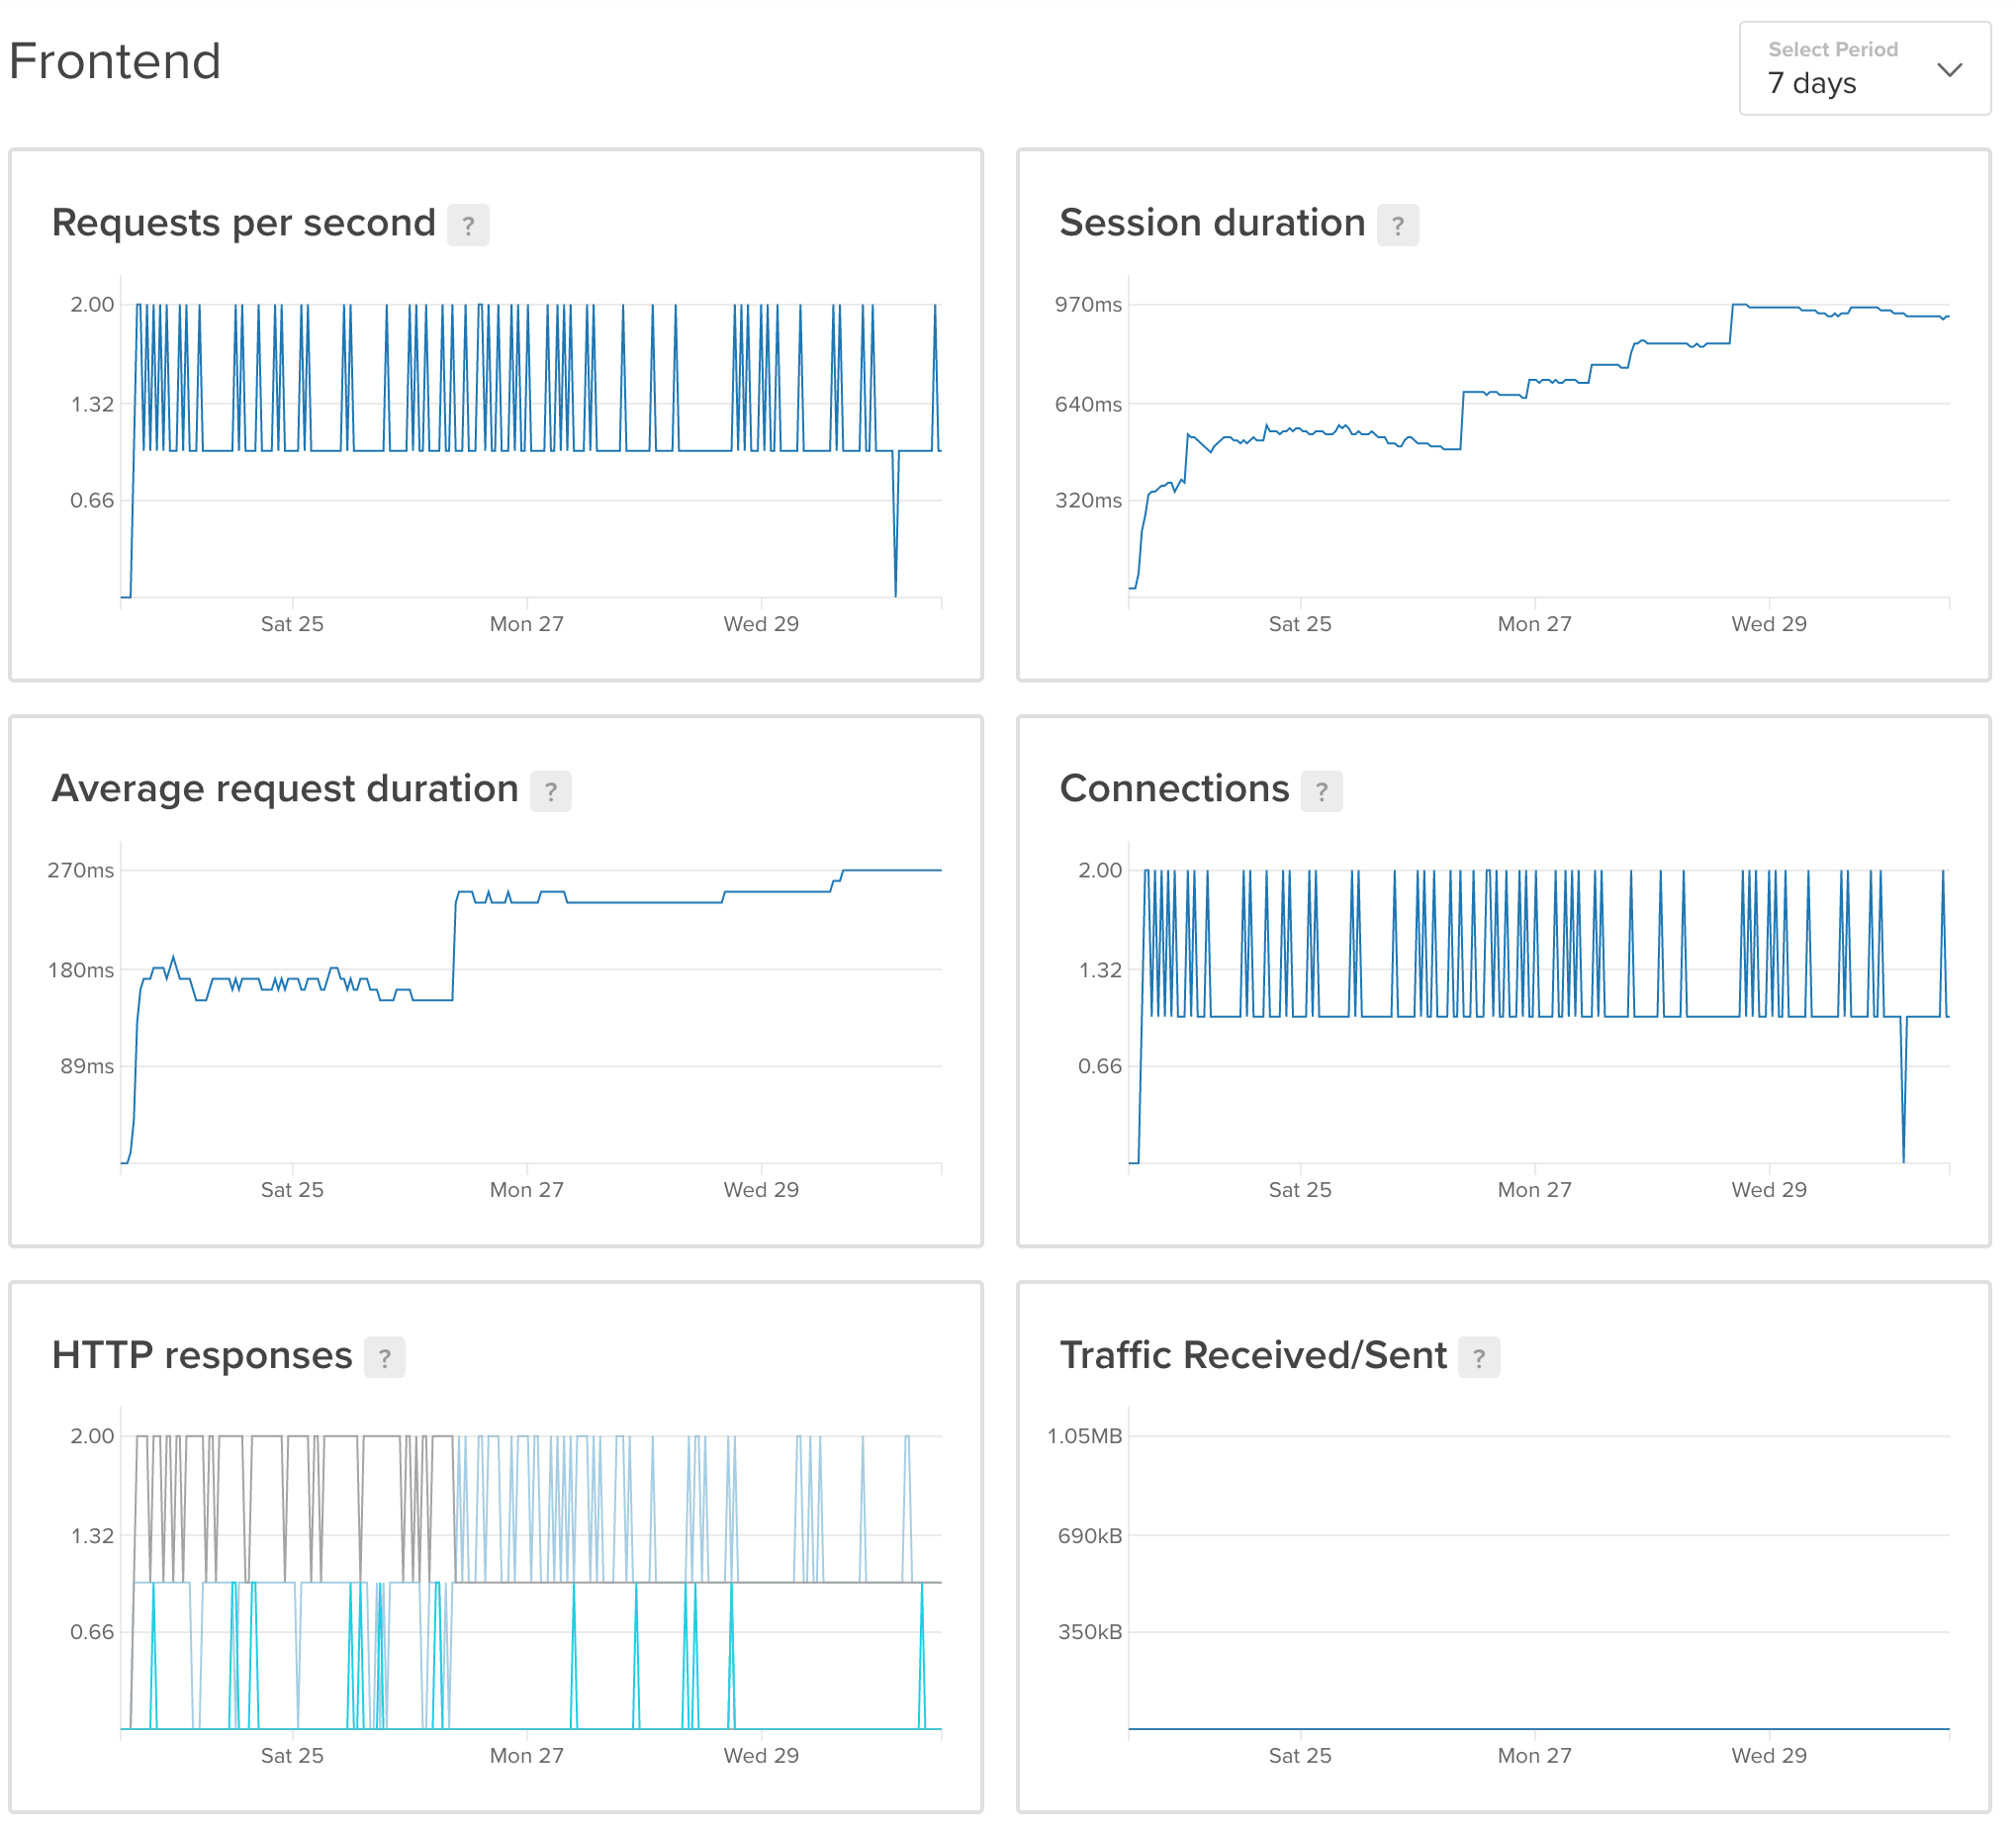 Frontend
Select Period
7 days
Requests per second ?
2.00
1.32
0.66
Sat 25 Mon 27 Wed 29
Session duration ?
970ms
640ms
320ms
Sat 25 Mon 27 Wed 29
Average request duration ?
270ms
180ms
89ms
Sat 25 Mon 27 Wed 29
Connections ?
2.00
1.32
0.66
Sat 25 Mon 27 Wed 29
HTTP responses ?
2.00
1.32
0.66
Sat 25 Mon 27 Wed 29
Traffic Received/Sent ?
1.05MB
690kB
350kB
Sat 25 Mon 27 Wed 29